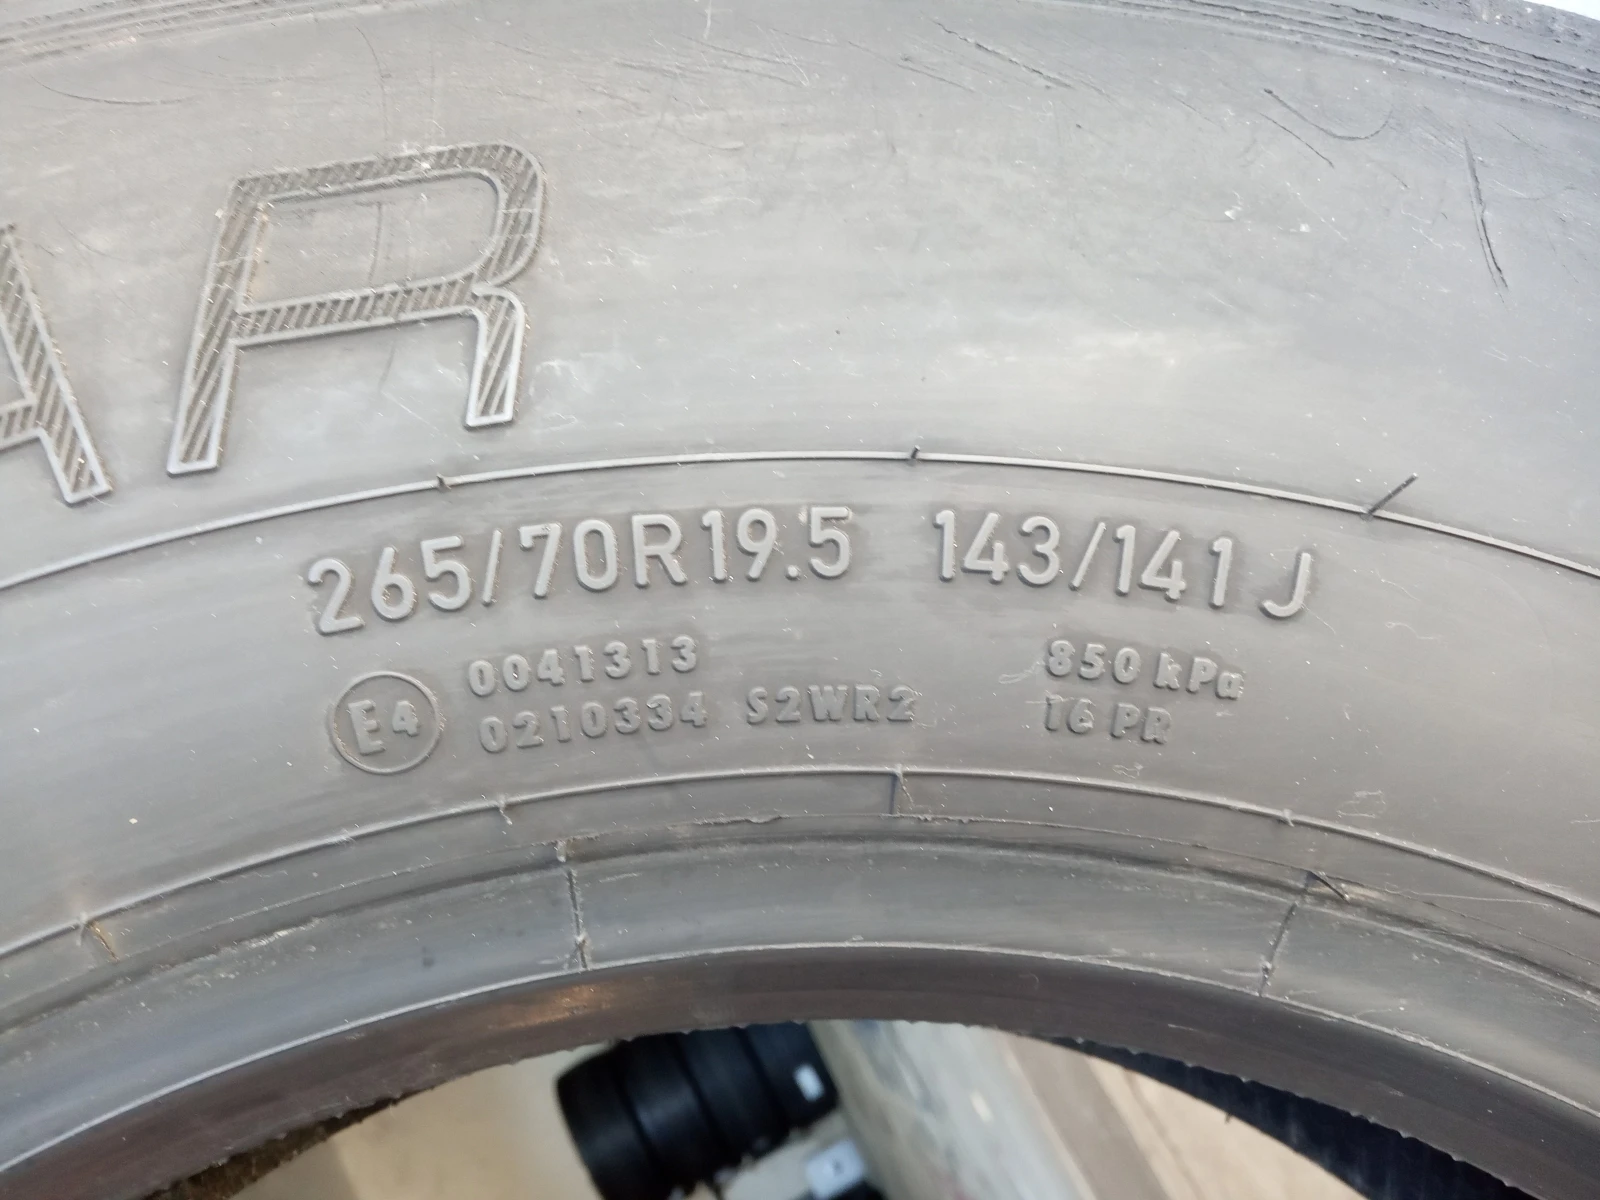 AR
265/70R19.5 143/141 J
E4 0041313 850 kPa
0210334 S2WR2 16 PR